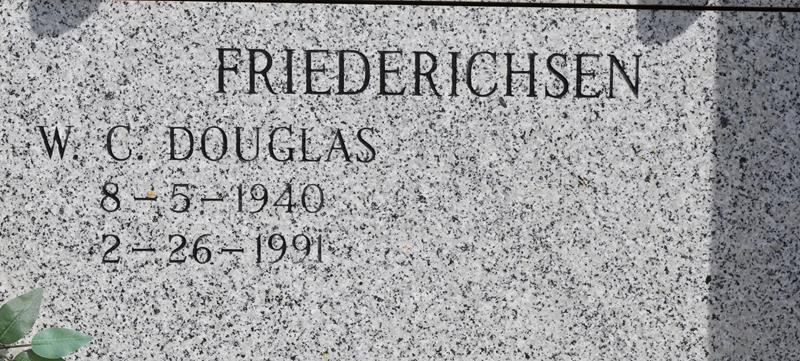 FRIEDERICHSEN
W. C. DOUGLAS
8-5-1940
2-26-1991